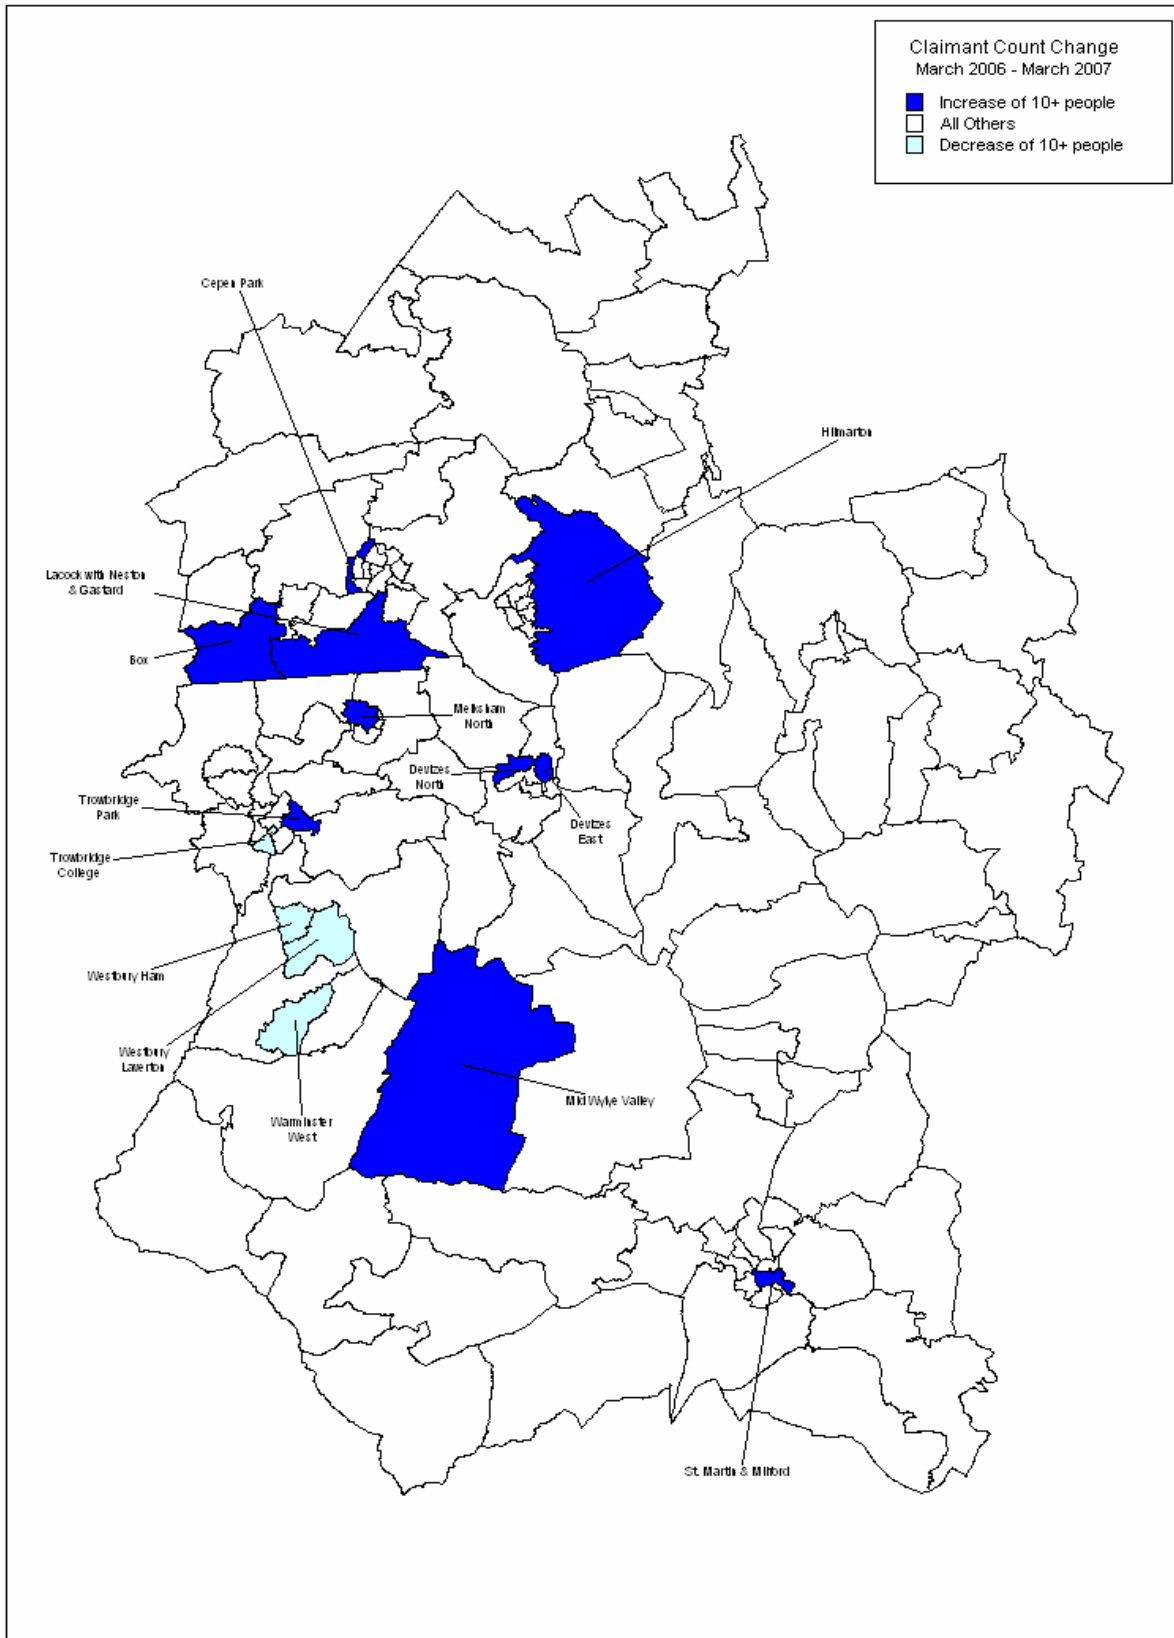 Claimant Count Change
March 2006 - March 2007
Increase of 10+ people
All Others
Decrease of 10+ people
Cepen Park
Hilmarton
Lacock with Neston
& Gastard
Box
Melksham
North
Devizes
North
Trowbridge
Park
Devizes
East
Trowbridge
College
Westbury Ham
Westbury
Laverton
Mid Wylye Valley
Warminster
West
St. Martin & Milford